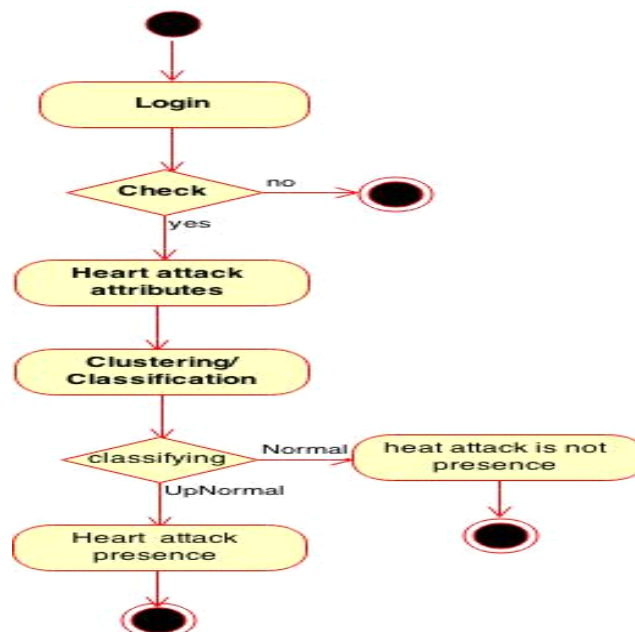 Login
Check
no
yes
Heart attack
attributes
Clustering/
Classification
classifying
Normal
heat attack is not
presence
UpNormal
Heart attack
presence